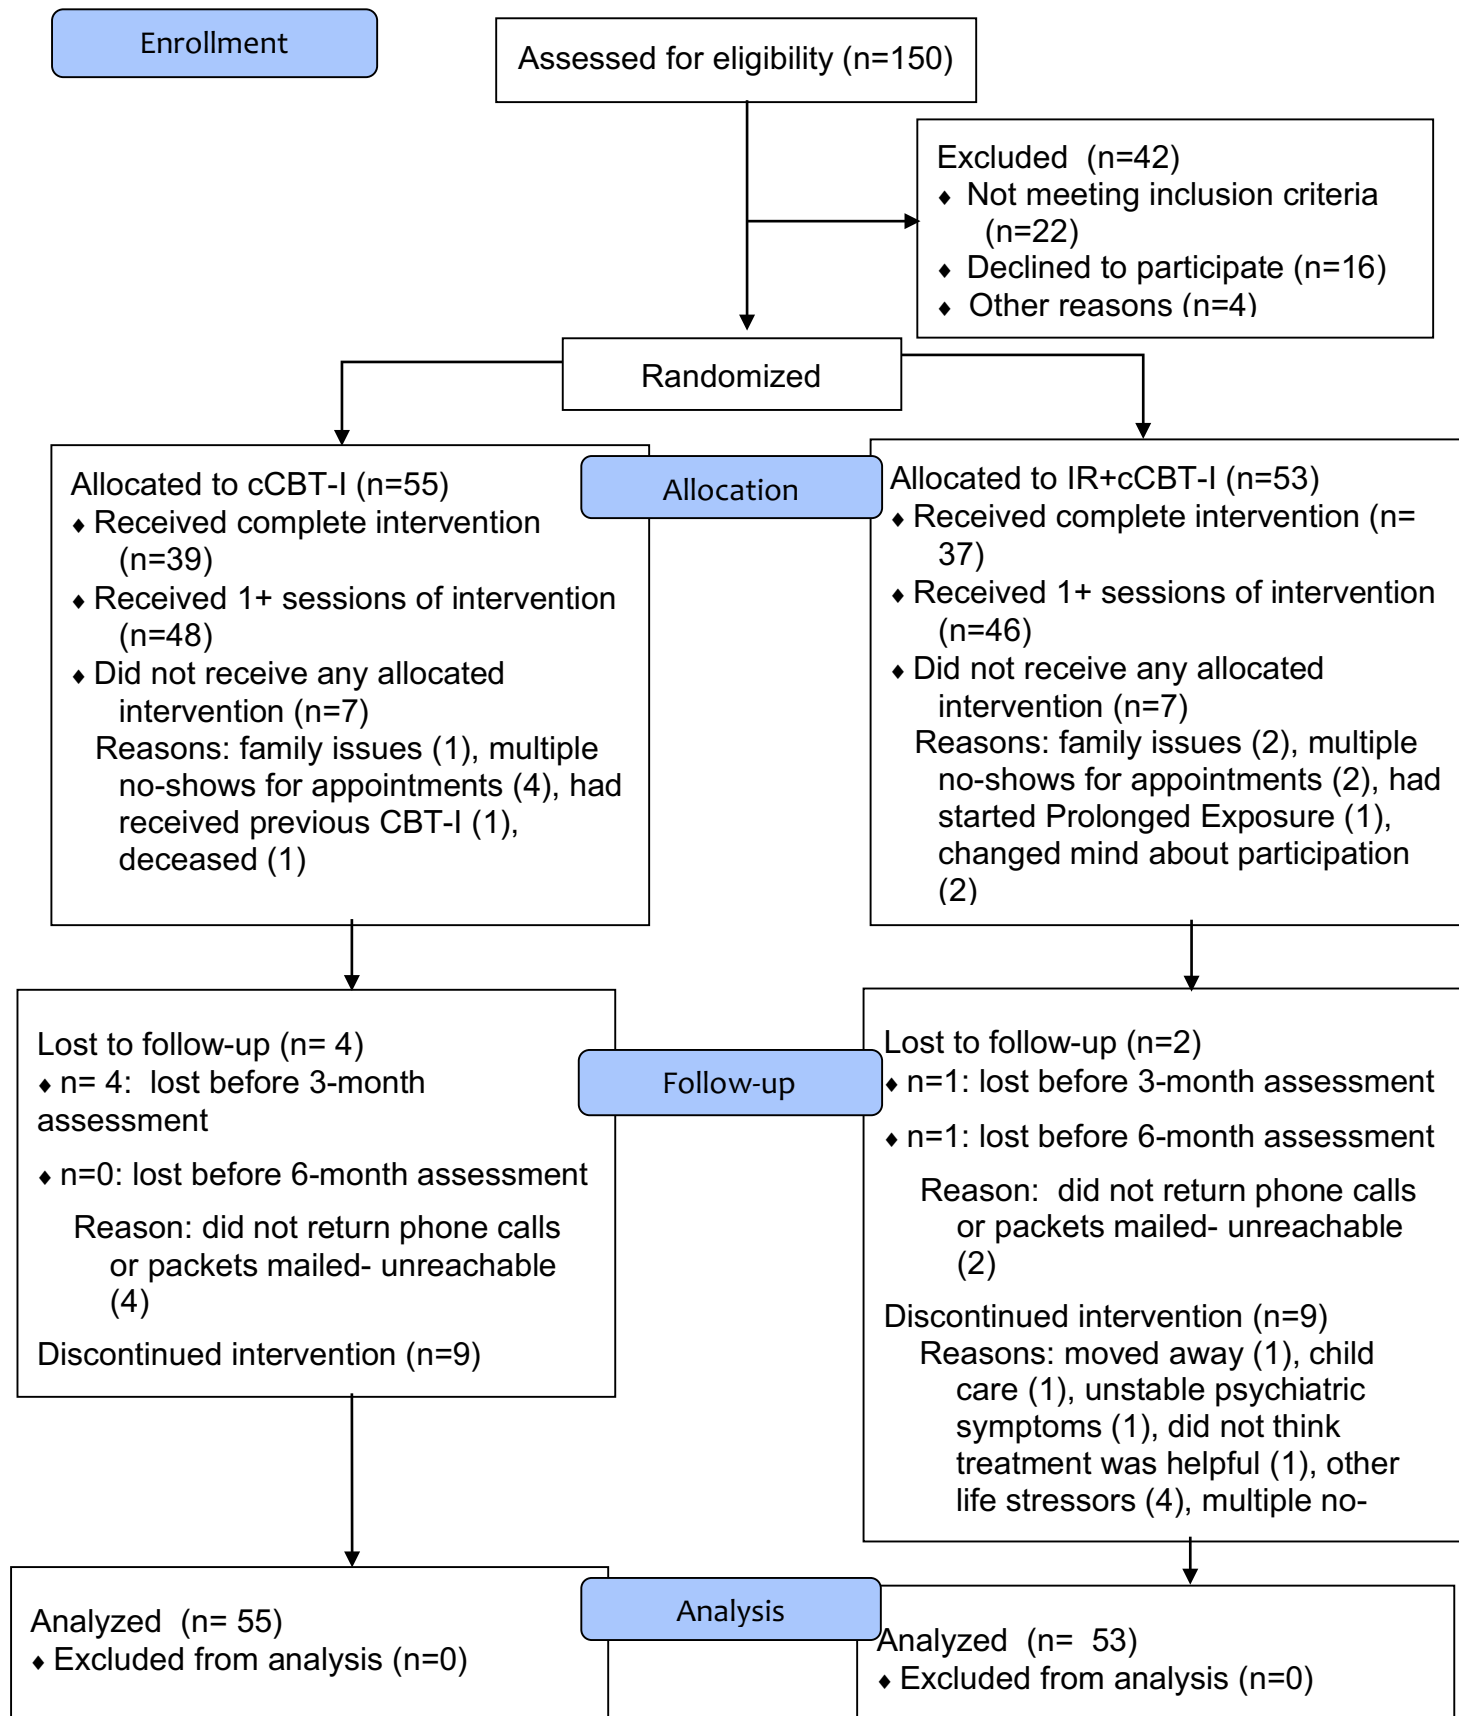 Enrollment
Assessed for eligibility (n=150)
Excluded  (n=42)
♦ Not meeting inclusion criteria
(n=22)
♦ Declined to participate (n=16)
♦ Other reasons (n=4)
Randomized
Allocated to cCBT-I (n=55)
♦ Received complete intervention
(n=39)
♦ Received 1+ sessions of intervention
(n=48)
♦ Did not receive any allocated
intervention (n=7)
Reasons: family issues (1), multiple
no-shows for appointments (4), had
received previous CBT-I (1),
deceased (1)
Allocation
Allocated to IR+cCBT-I (n=53)
♦ Received complete intervention (n=
37)
♦ Received 1+ sessions of intervention
(n=46)
♦ Did not receive any allocated
intervention (n=7)
Reasons: family issues (2), multiple
no-shows for appointments (2), had
started Prolonged Exposure (1),
changed mind about participation
(2)
Lost to follow-up (n= 4)
♦ n= 4:  lost before 3-month
assessment
♦ n=0: lost before 6-month assessment
Reason: did not return phone calls
or packets mailed- unreachable
(4)
Discontinued intervention (n=9)
Follow-up
Lost to follow-up (n=2)
♦ n=1: lost before 3-month assessment
♦ n=1: lost before 6-month assessment
Reason:  did not return phone calls
or packets mailed- unreachable
(2)
Discontinued intervention (n=9)
Reasons: moved away (1), child
care (1), unstable psychiatric
symptoms (1), did not think
treatment was helpful (1), other
life stressors (4), multiple no-
Analyzed  (n= 55)
♦ Excluded from analysis (n=0)
Analysis
Analyzed  (n=  53)
♦ Excluded from analysis (n=0)